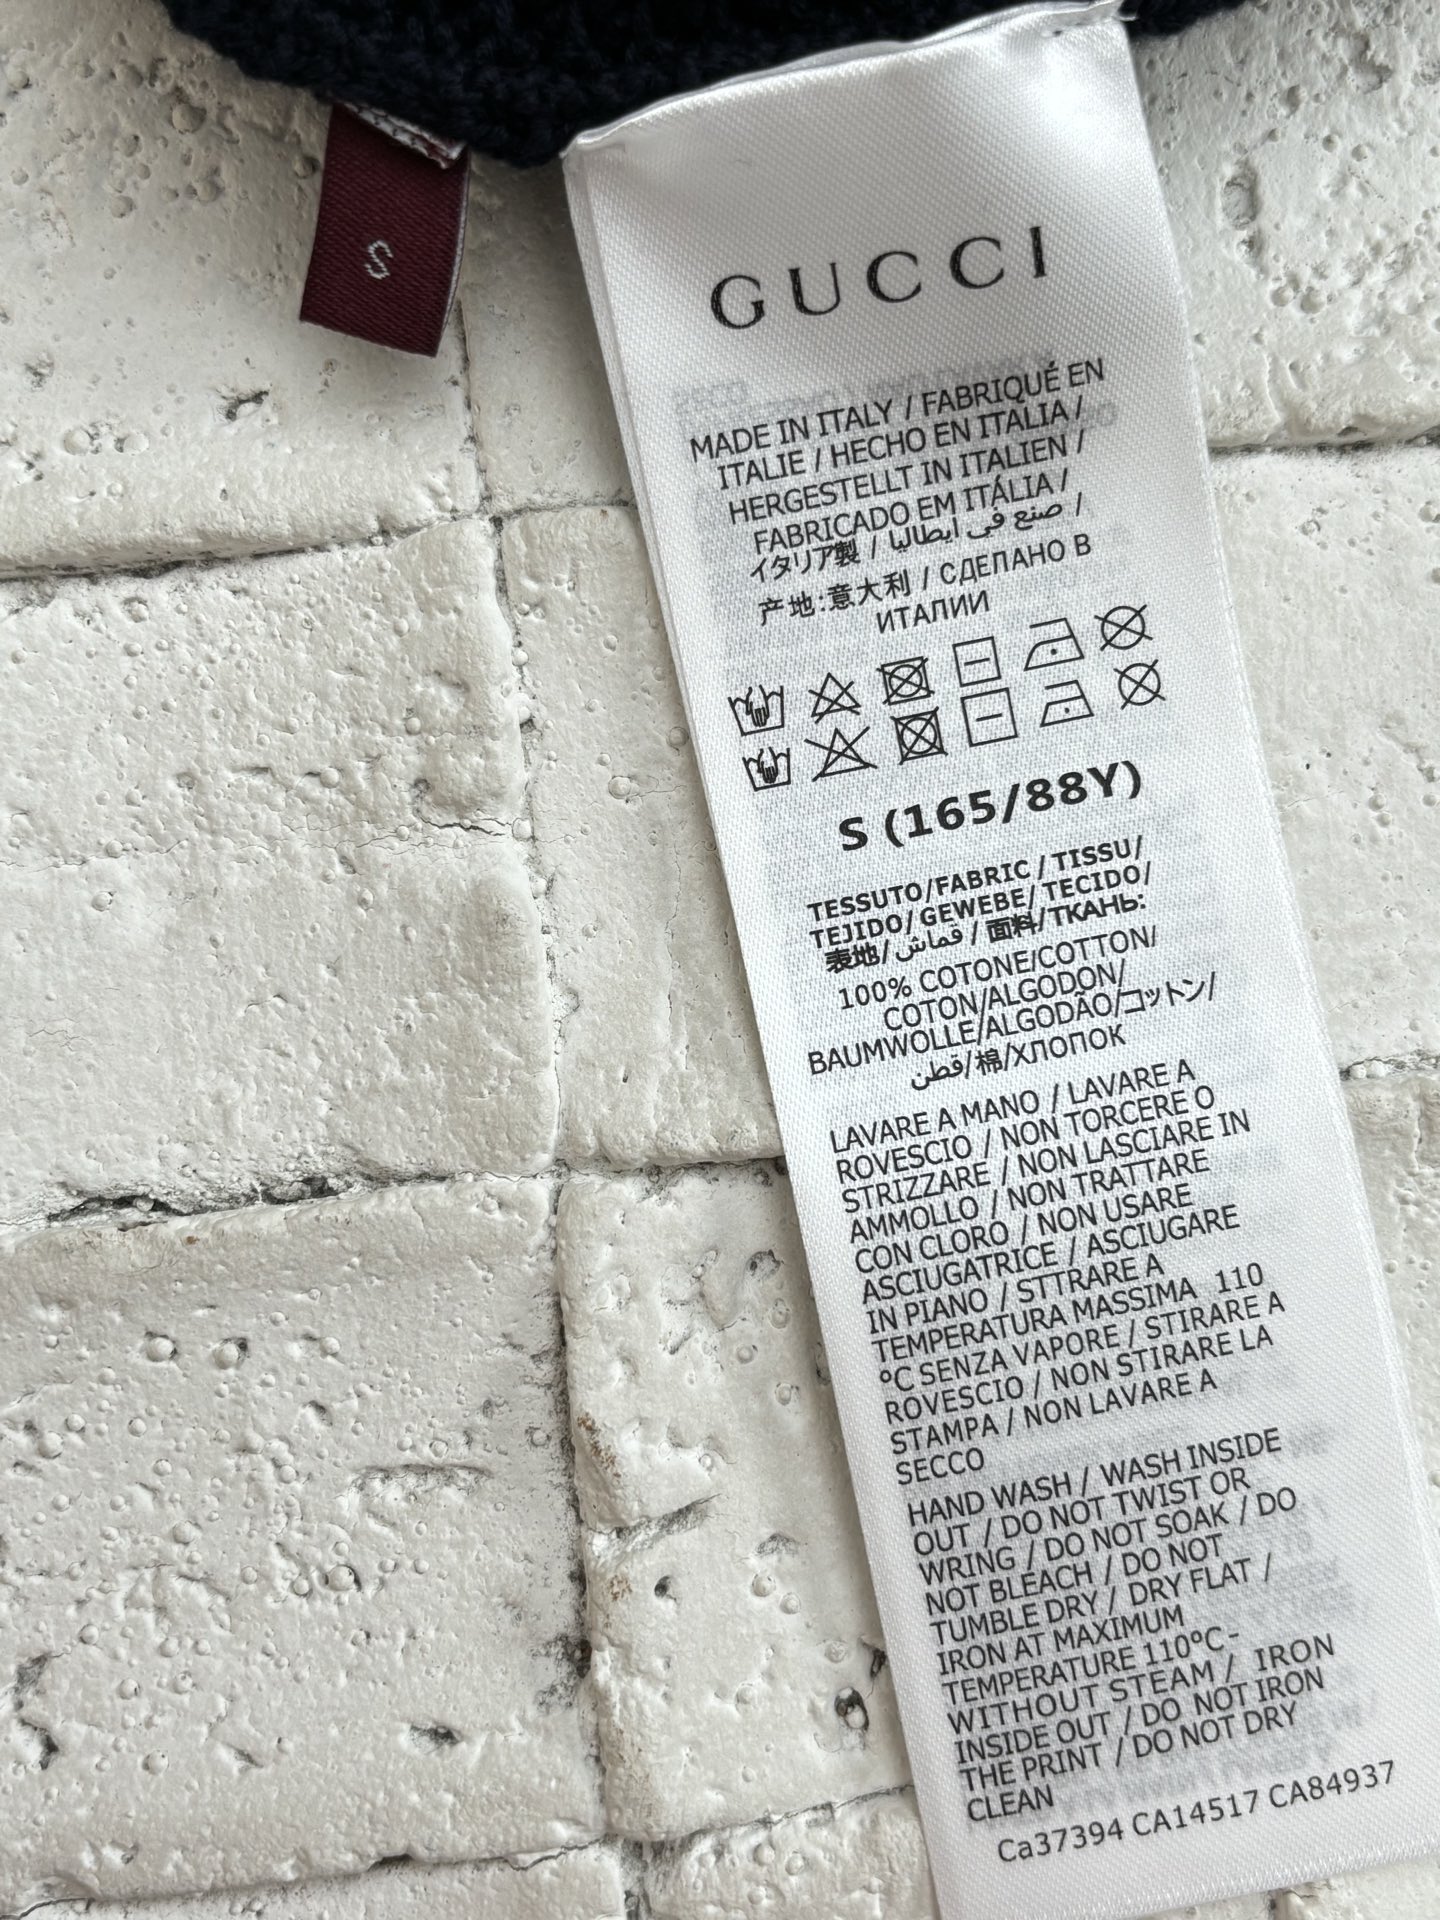 S
GUCCI
MADE IN ITALY / FABRIQUÉ EN
ITALIE / HECHO EN ITALIA /
HERGESTELLT IN ITALIEN /
FABRICADO EM ITÁLIA /
イタリア製 / صنع في ايطاليا /
产地:意大利 / СДЕЛАНО В
ИТАЛИИ
S (165/88Y)
TESSUTO/FABRIC / TISSU/
TEJIDO/ GEWEBE/ TECIDO/
表地/ قماش / 面料/ТКАНЬ:
100% COTONE/COTTON/
COTON/ALGODON/
BAUMWOLLE/ALGODÃO/コットン/
قطن/棉/ХЛОПОК
LAVARE A MANO / LAVARE A
ROVESCIO / NON TORCERE O
STRIZZARE / NON LASCIARE IN
AMMOLLO / NON TRATTARE
CON CLORO / NON USARE
ASCIUGATRICE / ASCIUGARE
IN PIANO / STTRARE A
TEMPERATURA MASSIMA 110
°C SENZA VAPORE / STIRARE A
ROVESCIO / NON STIRARE LA
STAMPA / NON LAVARE A
SECCO
HAND WASH / WASH INSIDE
OUT / DO NOT TWIST OR
WRING / DO NOT SOAK / DO
NOT BLEACH / DO NOT
TUMBLE DRY / DRY FLAT /
IRON AT MAXIMUM
TEMPERATURE 110°C-
WITHOUT STEAM / IRON
INSIDE OUT / DO NOT IRON
THE PRINT / DO NOT DRY
CLEAN
Ca37394 CA14517 CA84937